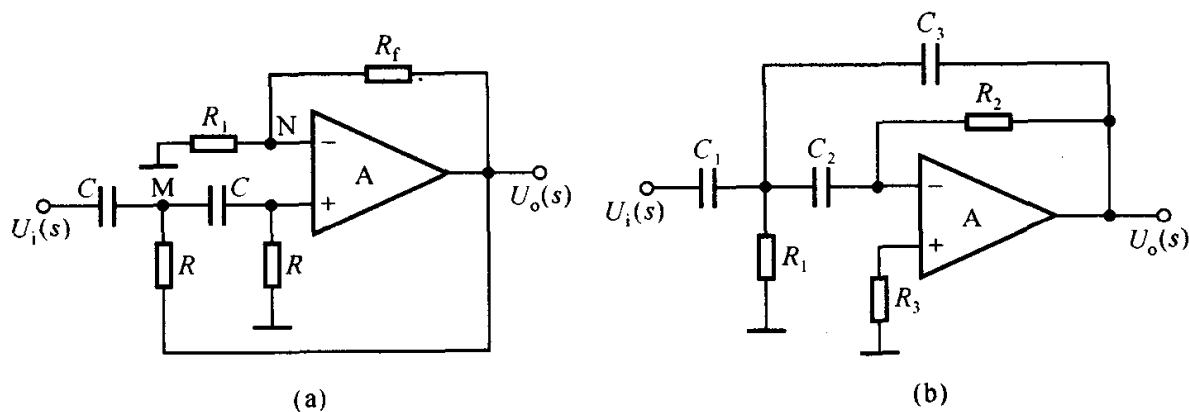 R_f
R_1
N
−
A
+
C
M
C
U_i(s)
R
R
U_o(s)
(a)
C_3
R_2
C_1
C_2
−
A
+
U_i(s)
R_1
R_3
U_o(s)
(b)